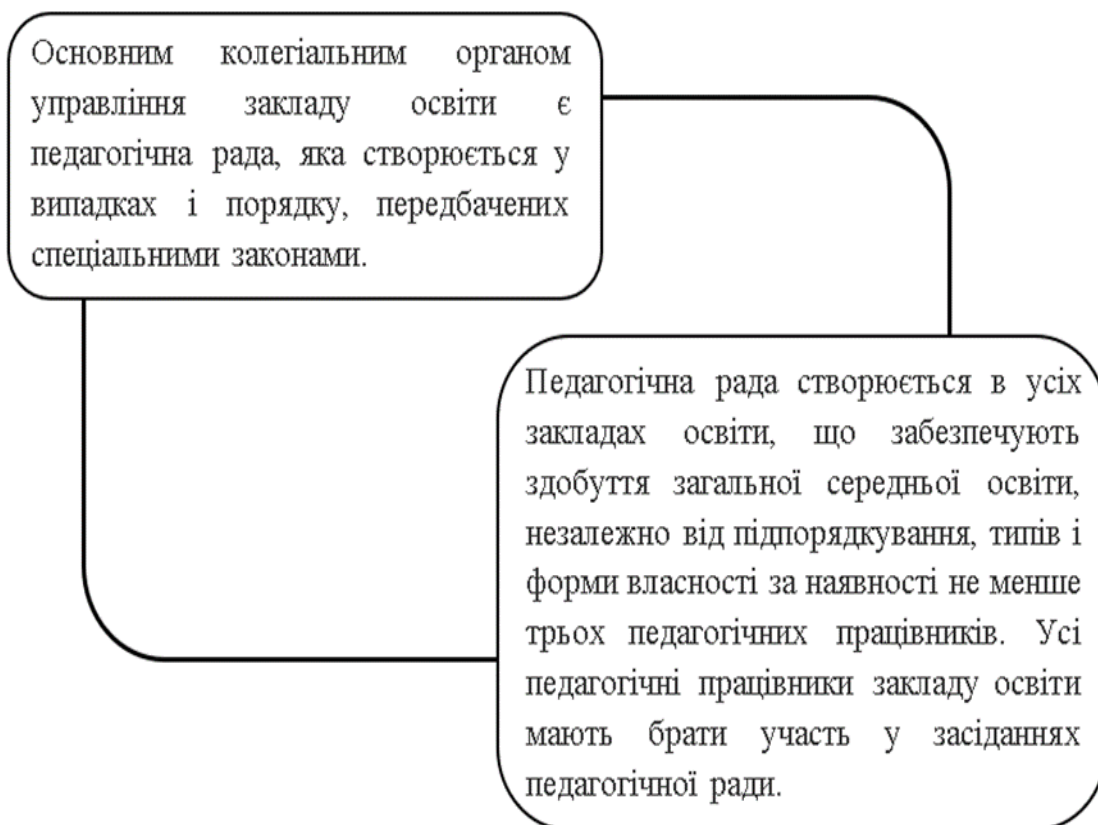 Основним колегіальним органом
управління закладу освіти є
педагогічна рада, яка створюється у
випадках і порядку, передбачених
спеціальними законами.
Педагогічна рада створюється в усіх
закладах освіти, що забезпечують
здобуття загальної середньої освіти,
незалежно від підпорядкування, типів і
форми власності за наявності не менше
трьох педагогічних працівників. Усі
педагогічні працівники закладу освіти
мають брати участь у засіданнях
педагогічної ради.